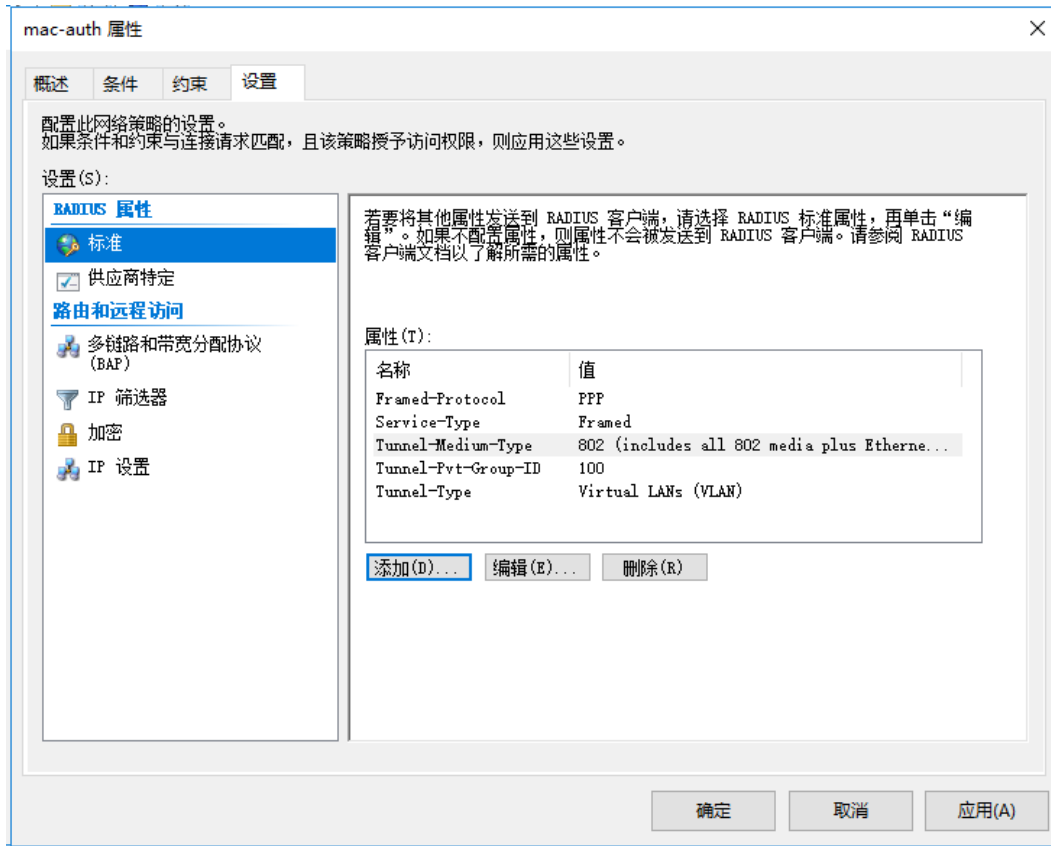 mac-auth 属性
概述 条件 约束 设置
配置此网络策略的设置。
如果条件和约束与连接请求匹配，且该策略授予访问权限，则应用这些设置。
设置(S):
RADIUS 属性
标准
供应商特定
路由和远程访问
多链路和带宽分配协议
(BAP)
IP 筛选器
加密
IP 设置
若要将其他属性发送到 RADIUS 客户端，请选择 RADIUS 标准属性，再单击“编
辑”。如果不配置属性，则属性不会被发送到 RADIUS 客户端。请参阅 RADIUS
客户端文档以了解所需的属性。
属性(T):
名称 值
Framed-Protocol PPP
Service-Type Framed
Tunnel-Medium-Type 802 (includes all 802 media plus Etherne...
Tunnel-Pvt-Group-ID 100
Tunnel-Type Virtual LANs (VLAN)
添加(D)... 编辑(E)... 删除(R)
确定 取消 应用(A)